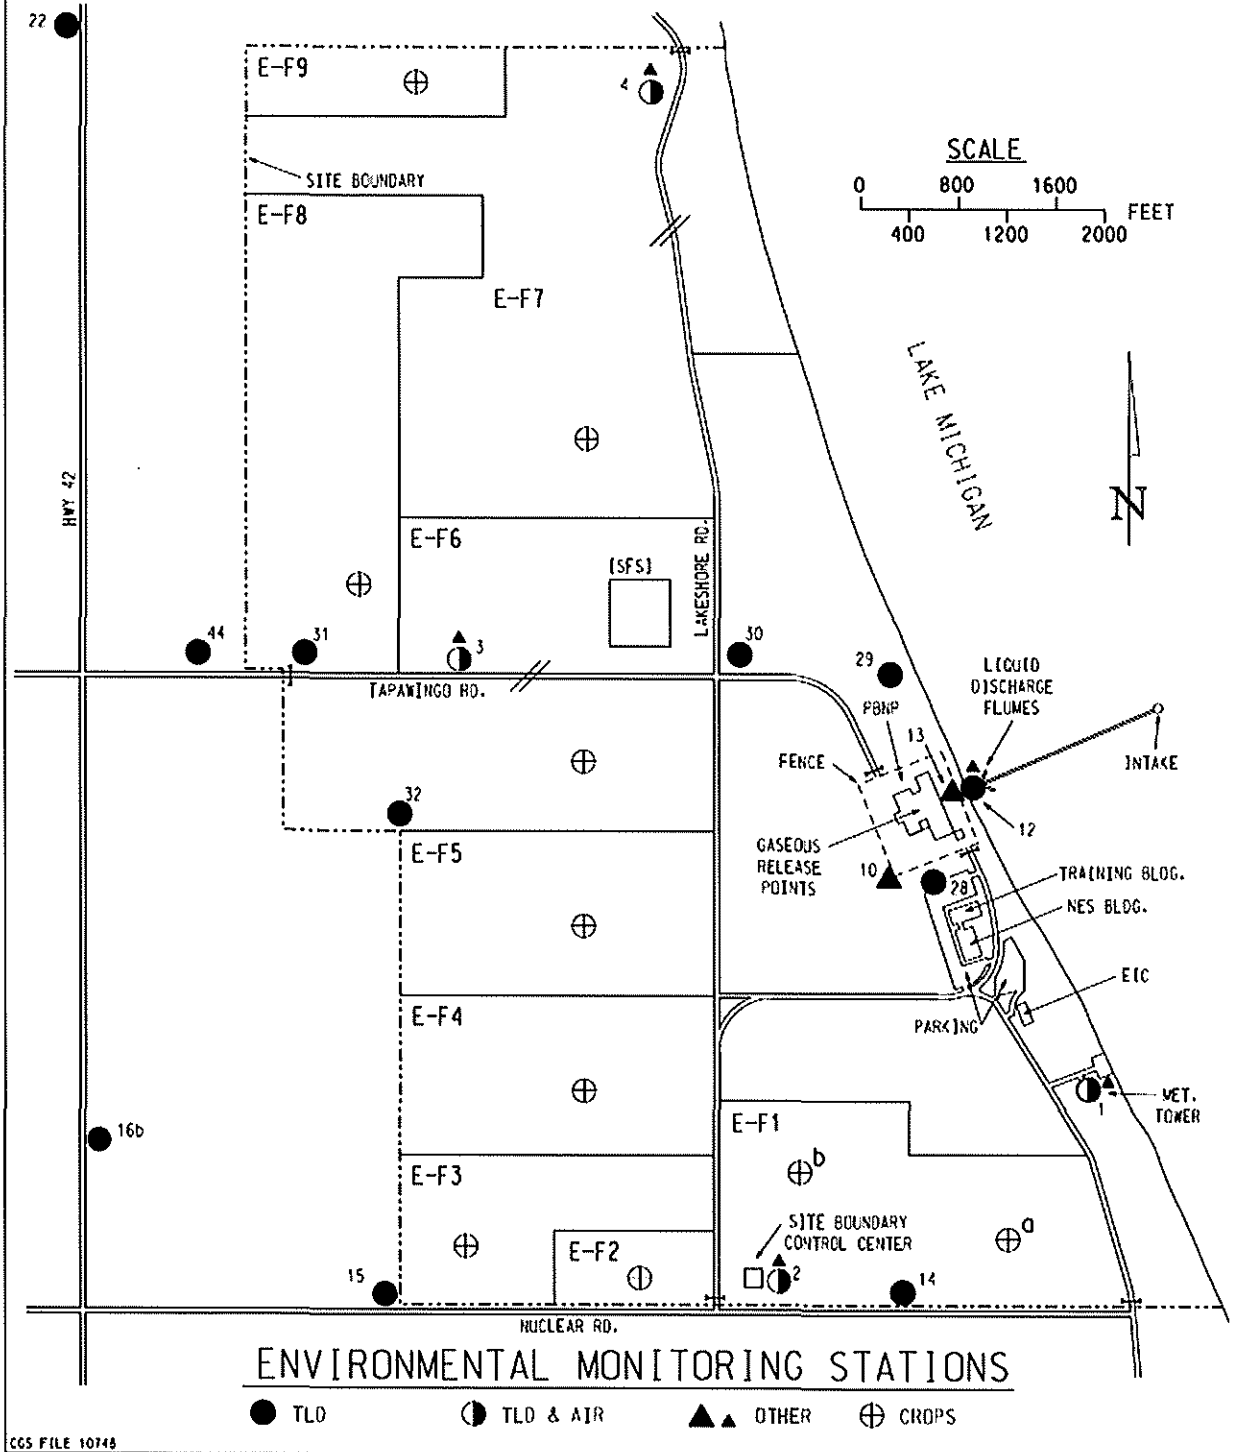 22
E-F9
4
SITE BOUNDARY
SCALE
0 800 1600
FEET
400 1200 2000
E-F8
E-F7
LAKE MICHIGAN
HWY 42
N
E-F6
[SFS]
LAKESHORE RD.
44
31
3
30
29
TAPAWINGO RD.
LIQUID
DISCHARGE
FLUMES
PBNP
13
FENCE
INTAKE
32
12
GASEOUS
RELEASE
POINTS
E-F5
10
28
TRAINING BLDG.
NES BLDG.
EIC
E-F4
PARKING
1
MET.
TOWER
E-F1
16b
b
E-F3
a
SITE BOUNDARY
CONTROL CENTER
E-F2
15
2
14
NUCLEAR RD.
ENVIRONMENTAL MONITORING STATIONS
TLD
TLD & AIR
OTHER
CROPS